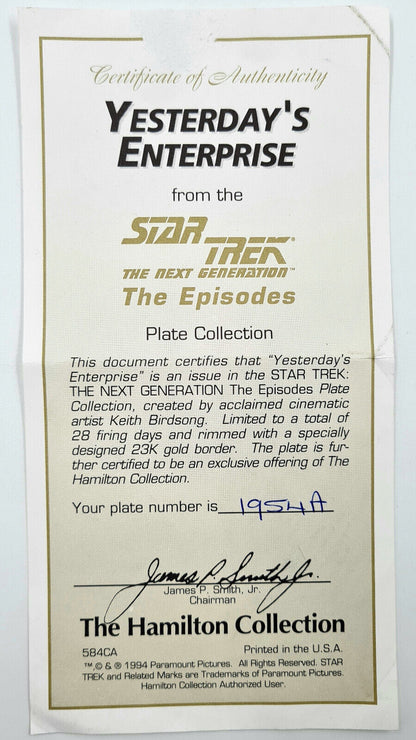 Certificate of Authenticity
YESTERDAY'S
ENTERPRISE
from the
STAR
TREK®
THE NEXT GENERATION™
The Episodes
Plate Collection
This document certifies that "Yesterday's
Enterprise" is an issue in the STAR TREK:
THE NEXT GENERATION The Episodes Plate
Collection, created by acclaimed cinematic
artist Keith Birdsong. Limited to a total of
28 firing days and rimmed with a specially
designed 23K gold border. The plate is fur-
ther certified to be an exclusive offering of The
Hamilton Collection.
Your plate number is 1954A
James P. Smith, Jr.
James P. Smith, Jr.
Chairman
The Hamilton Collection
584CA Printed in the U.S.A.
™,© & ® 1994 Paramount Pictures. All Rights Reserved. STAR
TREK and Related Marks are Trademarks of Paramount Pictures.
Hamilton Collection Authorized User.